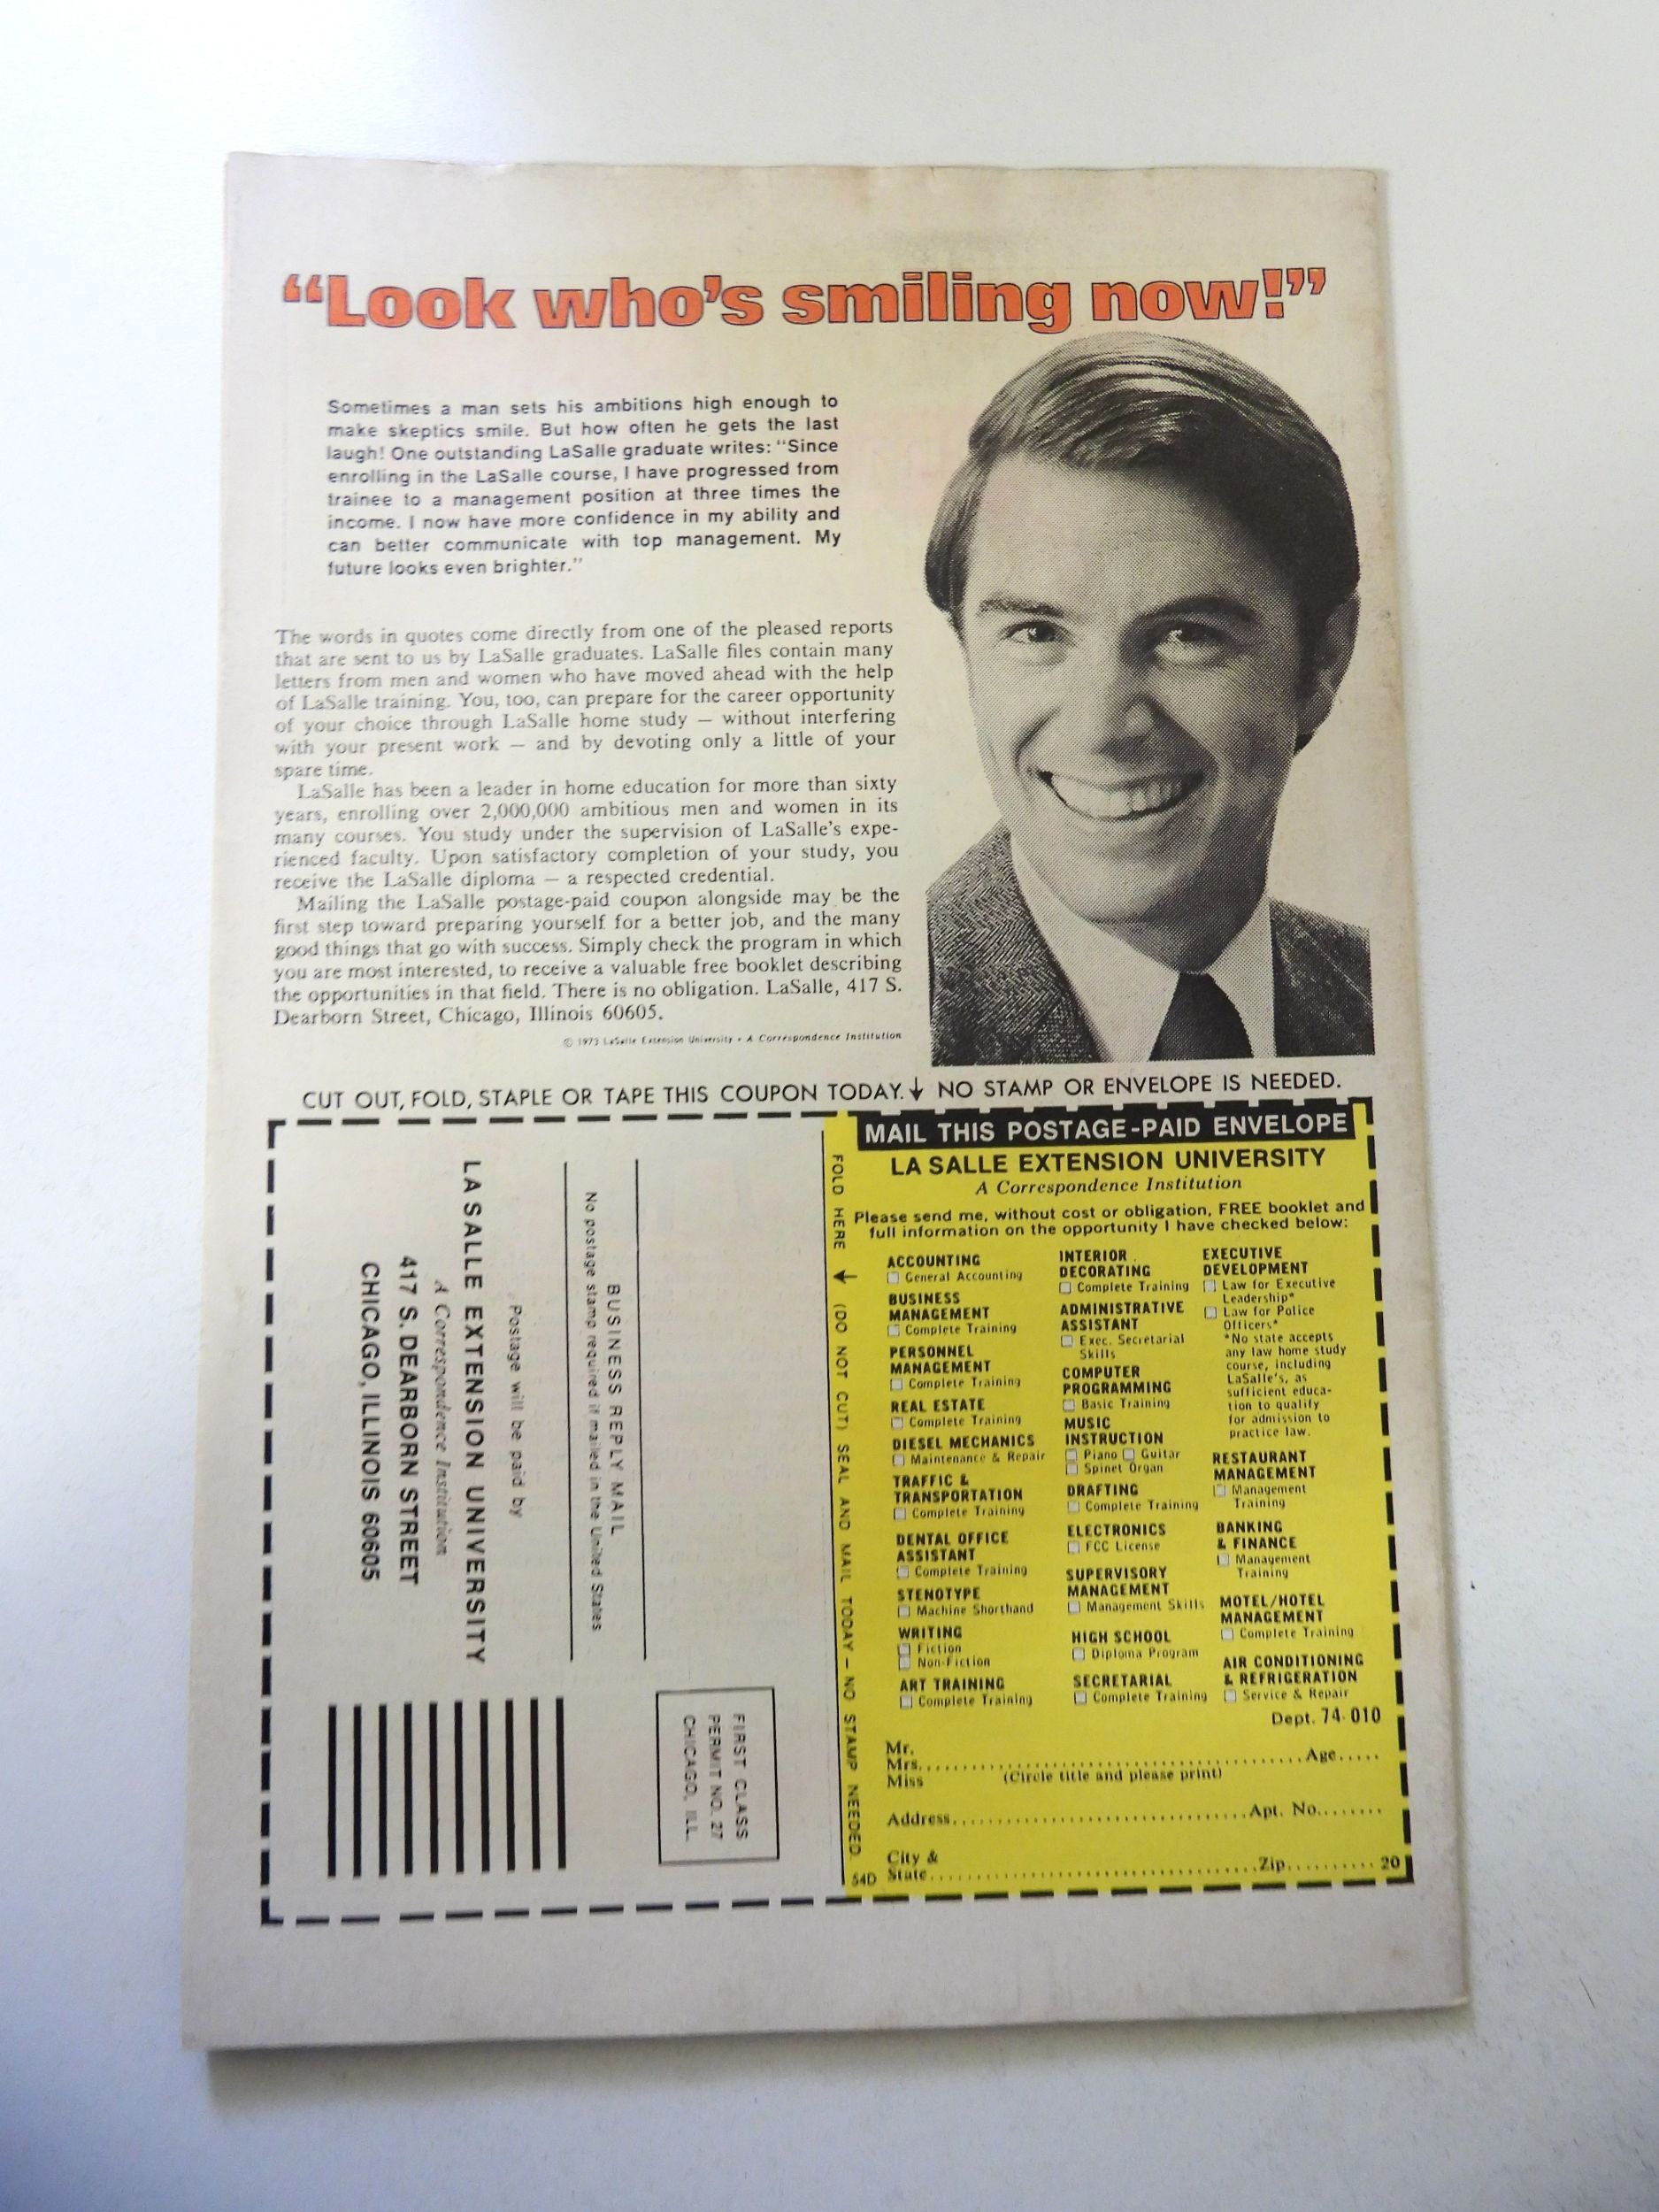 “Look who’s smiling now!”
Sometimes a man sets his ambitions high enough to
make skeptics smile. But how often he gets the last
laugh! One outstanding LaSalle graduate writes: “Since
enrolling in the LaSalle course, I have progressed from
trainee to a management position at three times the
income. I now have more confidence in my ability and
can better communicate with top management. My
future looks even brighter.”
The words in quotes come directly from one of the pleased reports
that are sent to us by LaSalle graduates. LaSalle files contain many
letters from men and women who have moved ahead with the help
of LaSalle training. You, too, can prepare for the career opportunity
of your choice through LaSalle home study — without interfering
with your present work — and by devoting only a little of your
spare time.
LaSalle has been a leader in home education for more than sixty
years, enrolling over 2,000,000 ambitious men and women in its
many courses. You study under the supervision of LaSalle’s expe-
rienced faculty. Upon satisfactory completion of your study, you
receive the LaSalle diploma — a respected credential.
Mailing the LaSalle postage-paid coupon alongside may be the
first step toward preparing yourself for a better job, and the many
good things that go with success. Simply check the program in which
you are most interested, to receive a valuable free booklet describing
the opportunities in that field. There is no obligation. LaSalle, 417 S.
Dearborn Street, Chicago, Illinois 60605.
© 1973 LaSalle Extension University • A Correspondence Institution
CUT OUT, FOLD, STAPLE OR TAPE THIS COUPON TODAY. NO STAMP OR ENVELOPE IS NEEDED.
FIRST CLASS
PERMIT NO. 27
CHICAGO, ILL.
BUSINESS REPLY MAIL
No postage stamp required if mailed in the United States
Postage will be paid by
LA SALLE EXTENSION UNIVERSITY
A Correspondence Institution
417 S. DEARBORN STREET
CHICAGO, ILLINOIS 60605
FOLD HERE (DO NOT CUT) SEAL AND MAIL TODAY — NO STAMP NEEDED.
MAIL THIS POSTAGE-PAID ENVELOPE
LA SALLE EXTENSION UNIVERSITY
A Correspondence Institution
Please send me, without cost or obligation, FREE booklet and
full information on the opportunity I have checked below:
ACCOUNTING
General Accounting
BUSINESS
MANAGEMENT
Complete Training
PERSONNEL
MANAGEMENT
Complete Training
REAL ESTATE
Complete Training
DIESEL MECHANICS
Maintenance & Repair
TRAFFIC &
TRANSPORTATION
Complete Training
DENTAL OFFICE
ASSISTANT
Complete Training
STENOTYPE
Machine Shorthand
WRITING
Fiction
Non-Fiction
ART TRAINING
Complete Training
INTERIOR
DECORATING
Complete Training
ADMINISTRATIVE
ASSISTANT
Exec. Secretarial
Skills
COMPUTER
PROGRAMMING
Basic Training
MUSIC
INSTRUCTION
Piano Guitar
Spinet Organ
DRAFTING
Complete Training
ELECTRONICS
FCC License
SUPERVISORY
MANAGEMENT
Management Skills
HIGH SCHOOL
Diploma Program
SECRETARIAL
Complete Training
EXECUTIVE
DEVELOPMENT
Law for Executive
Leadership*
Law for Police
Officers*
*No state accepts
any law home study
course, including
LaSalle’s, as
sufficient educa-
tion to qualify
for admission to
practice law.
RESTAURANT
MANAGEMENT
Management
Training
BANKING
& FINANCE
Management
Training
MOTEL/HOTEL
MANAGEMENT
Complete Training
AIR CONDITIONING
& REFRIGERATION
Service & Repair
Dept. 74-010
Mr.
Mrs. Age
Miss (Circle title and please print)
Address Apt. No.
City &
State Zip 20
54D